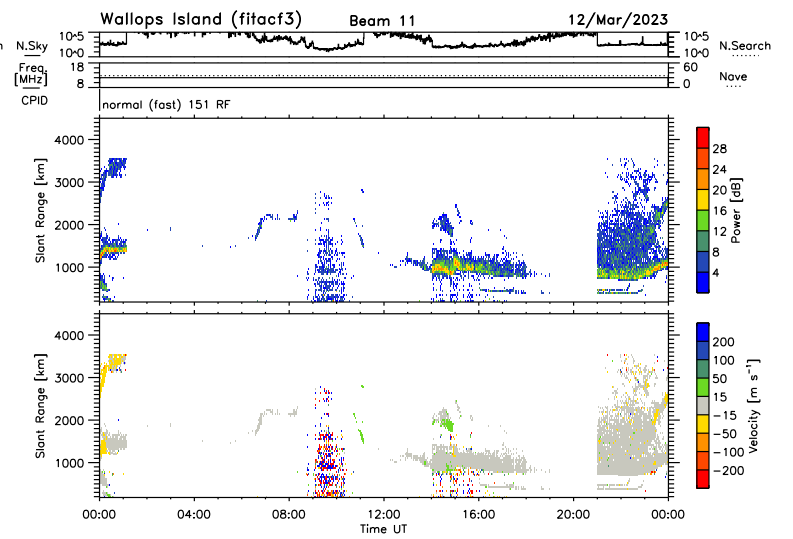 Wallops Island (fitacf3) Beam 11 12/Mar/2023
n N.Sky 10^5 10^5 N.Search
10^0 10^0
Freq. 18 60 Nave
[MHz] 8 0
CPID normal (fast) 151 RF
Slant Range [km]
4000
3000
2000
1000
28
24
20
16
12
8
4
Power [dB]
Slant Range [km]
4000
3000
2000
1000
200
100
50
15
-15
-50
-100
-200
Velocity [m s^-1]
00:00 04:00 08:00 12:00 16:00 20:00 00:00
Time UT